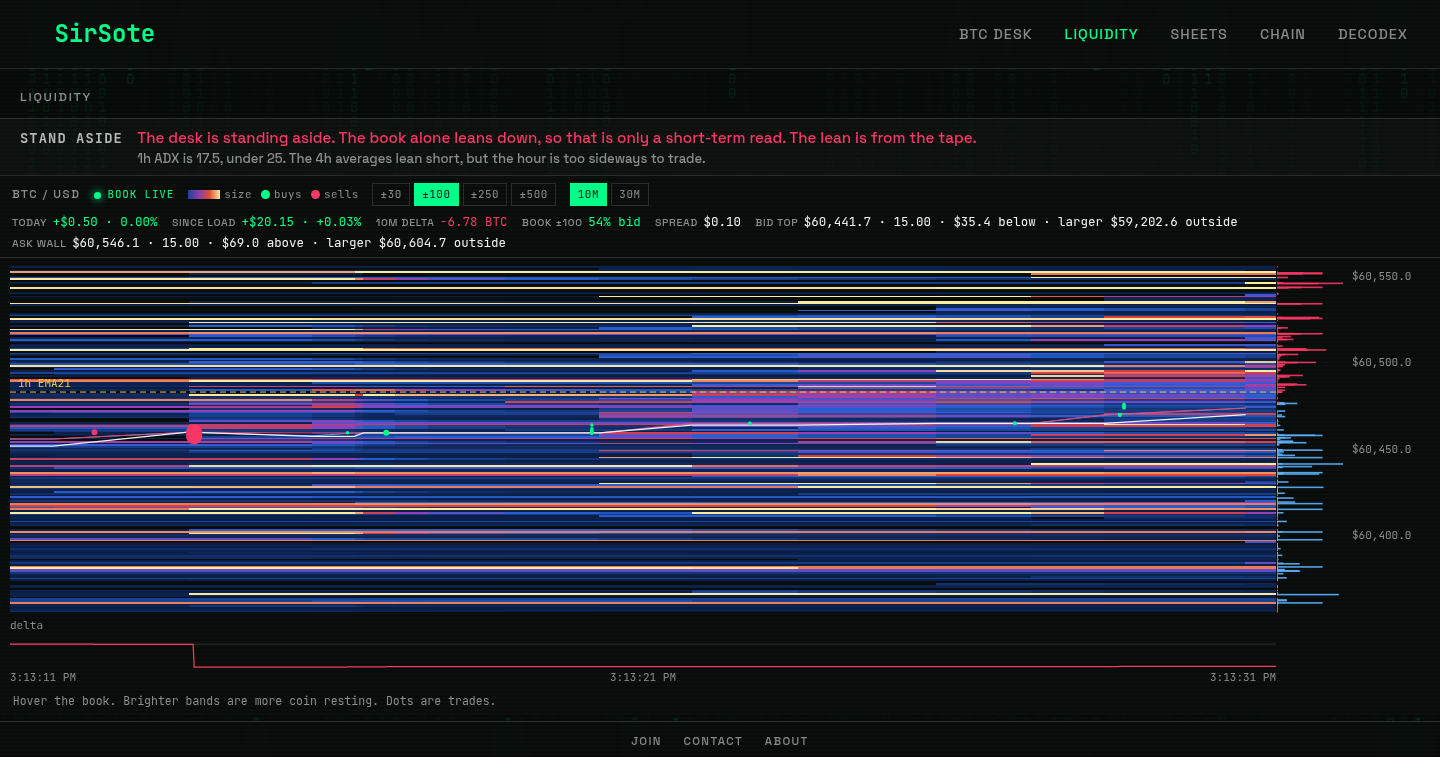 SirSote
BTC DESK LIQUIDITY SHEETS CHAIN DECODEX
LIQUIDITY
STAND ASIDE The desk is standing aside. The book alone leans down, so that is only a short-term read. The lean is from the tape.
1h ADX is 17.5, under 25. The 4h averages lean short, but the hour is too sideways to trade.
BTC / USD BOOK LIVE size buys sells ±30 ±100 ±250 ±500 10M 30M
TODAY +$0.50 · 0.00% SINCE LOAD +$20.15 · +0.03% 10M DELTA -6.78 BTC BOOK ±100 54% bid SPREAD $0.10 BID TOP $60,441.7 · 15.00 · $35.4 below · larger $59,202.6 outside
ASK WALL $60,546.1 · 15.00 · $69.0 above · larger $60,604.7 outside
$60,550.0
$60,500.0
1h EMA21
$60,450.0
$60,400.0
delta
3:13:11 PM 3:13:21 PM 3:13:31 PM
Hover the book. Brighter bands are more coin resting. Dots are trades.
JOIN CONTACT ABOUT